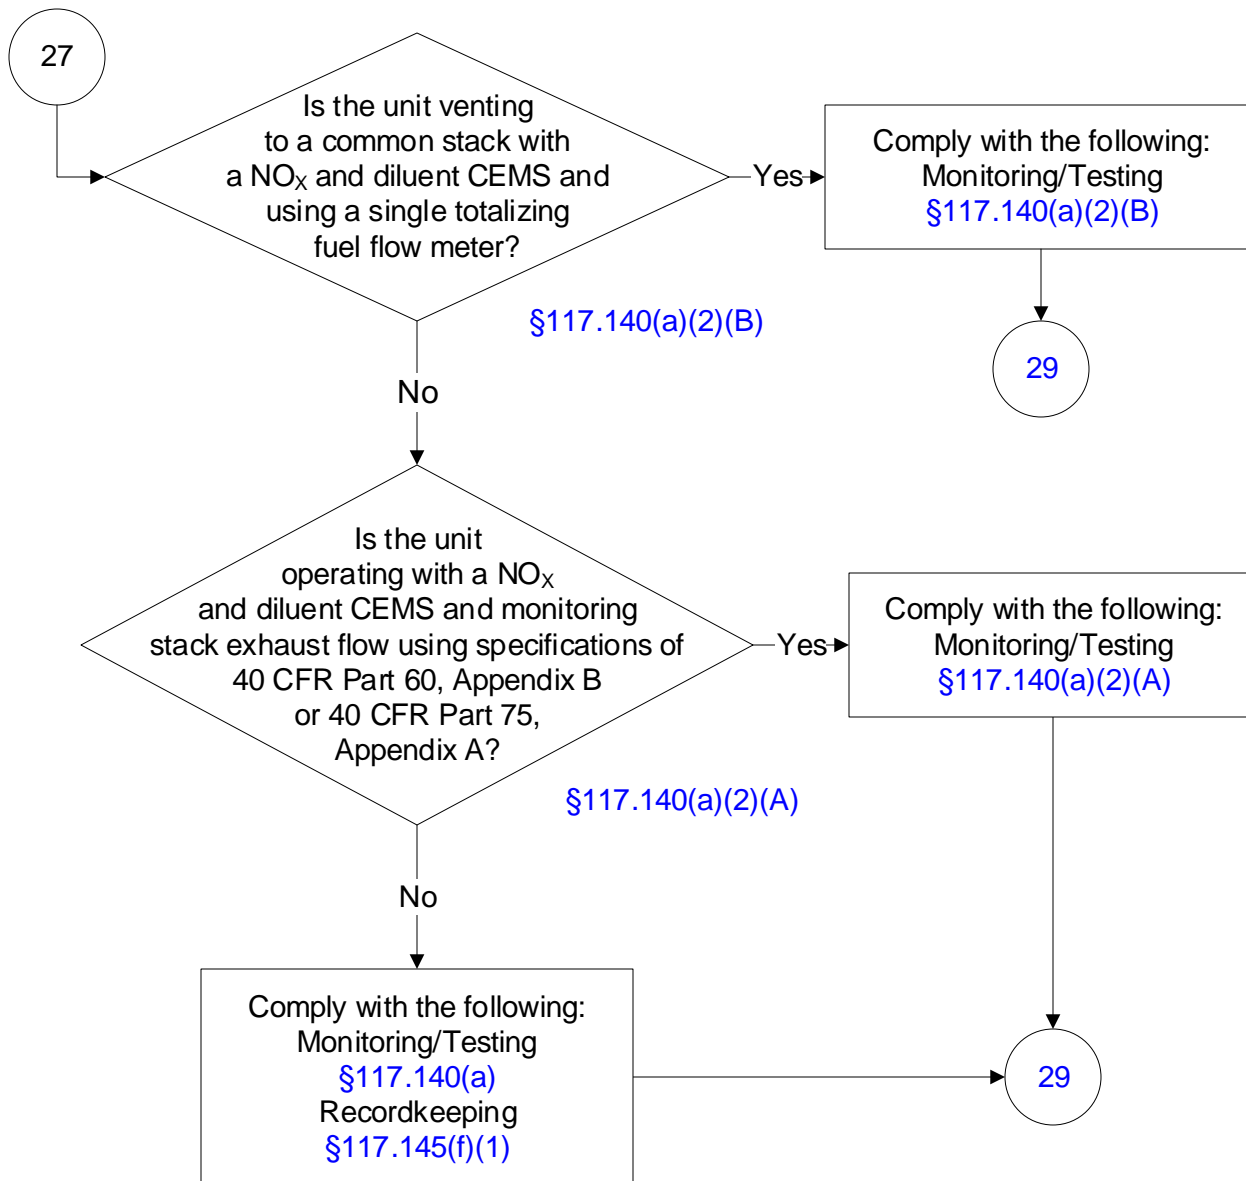 27
Is the unit venting
to a common stack with
a NOX and diluent CEMS and
using a single totalizing
fuel flow meter?
§117.140(a)(2)(B)
Yes
Comply with the following:
Monitoring/Testing
§117.140(a)(2)(B)
29
No
Is the unit
operating with a NOX
and diluent CEMS and monitoring
stack exhaust flow using specifications of
40 CFR Part 60, Appendix B
or 40 CFR Part 75,
Appendix A?
§117.140(a)(2)(A)
Yes
Comply with the following:
Monitoring/Testing
§117.140(a)(2)(A)
No
Comply with the following:
Monitoring/Testing
§117.140(a)
Recordkeeping
§117.145(f)(1)
29